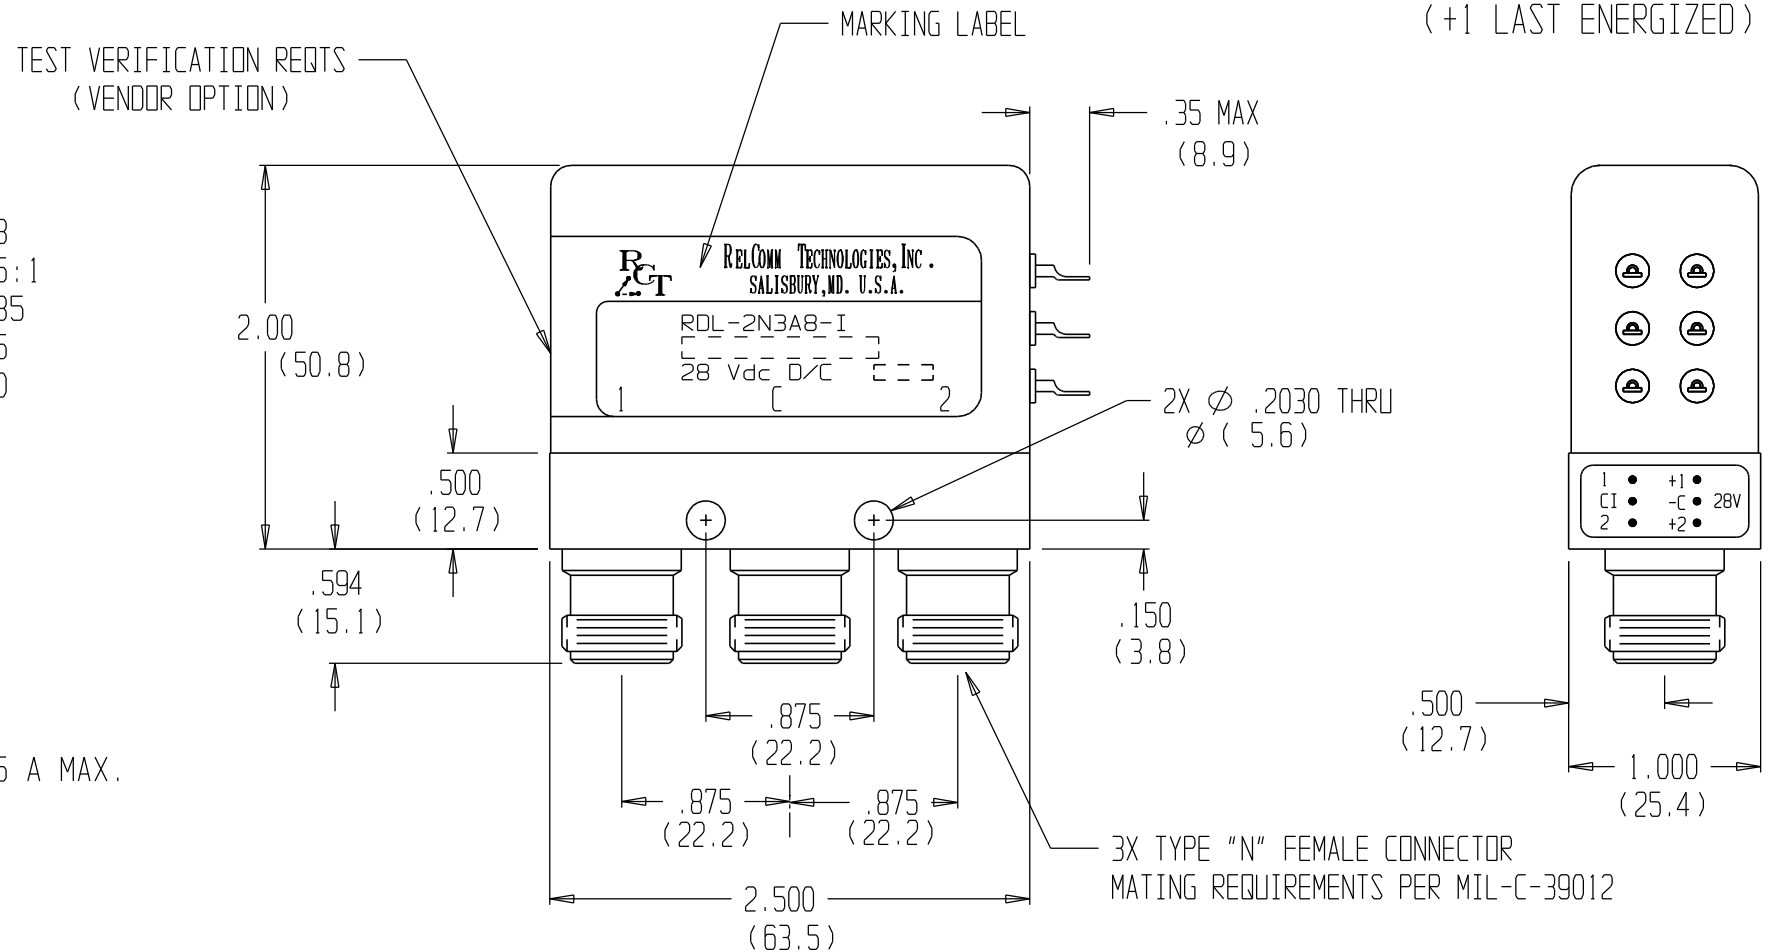 MARKING LABEL
(+1 LAST ENERGIZED)
TEST VERIFICATION REQTS
(VENDOR OPTION)
.35 MAX
(8.9)
5:1
2.00
(50.8)
RCT
RELCOMM TECHNOLOGIES, INC.
SALISBURY, MD. U.S.A.
RDL-2N3A8-I
28 Vdc D/C
1 C 2
2X Ø .2030 THRU
Ø ( 5.6)
.500
(12.7)
.594
(15.1)
.150
(3.8)
1 +1
CI -C 28V
2 +2
.875
(22.2)
.875
(22.2)
.875
(22.2)
2.500
(63.5)
.500
(12.7)
1.000
(25.4)
A MAX.
3X TYPE "N" FEMALE CONNECTOR
MATING REQUIREMENTS PER MIL-C-39012